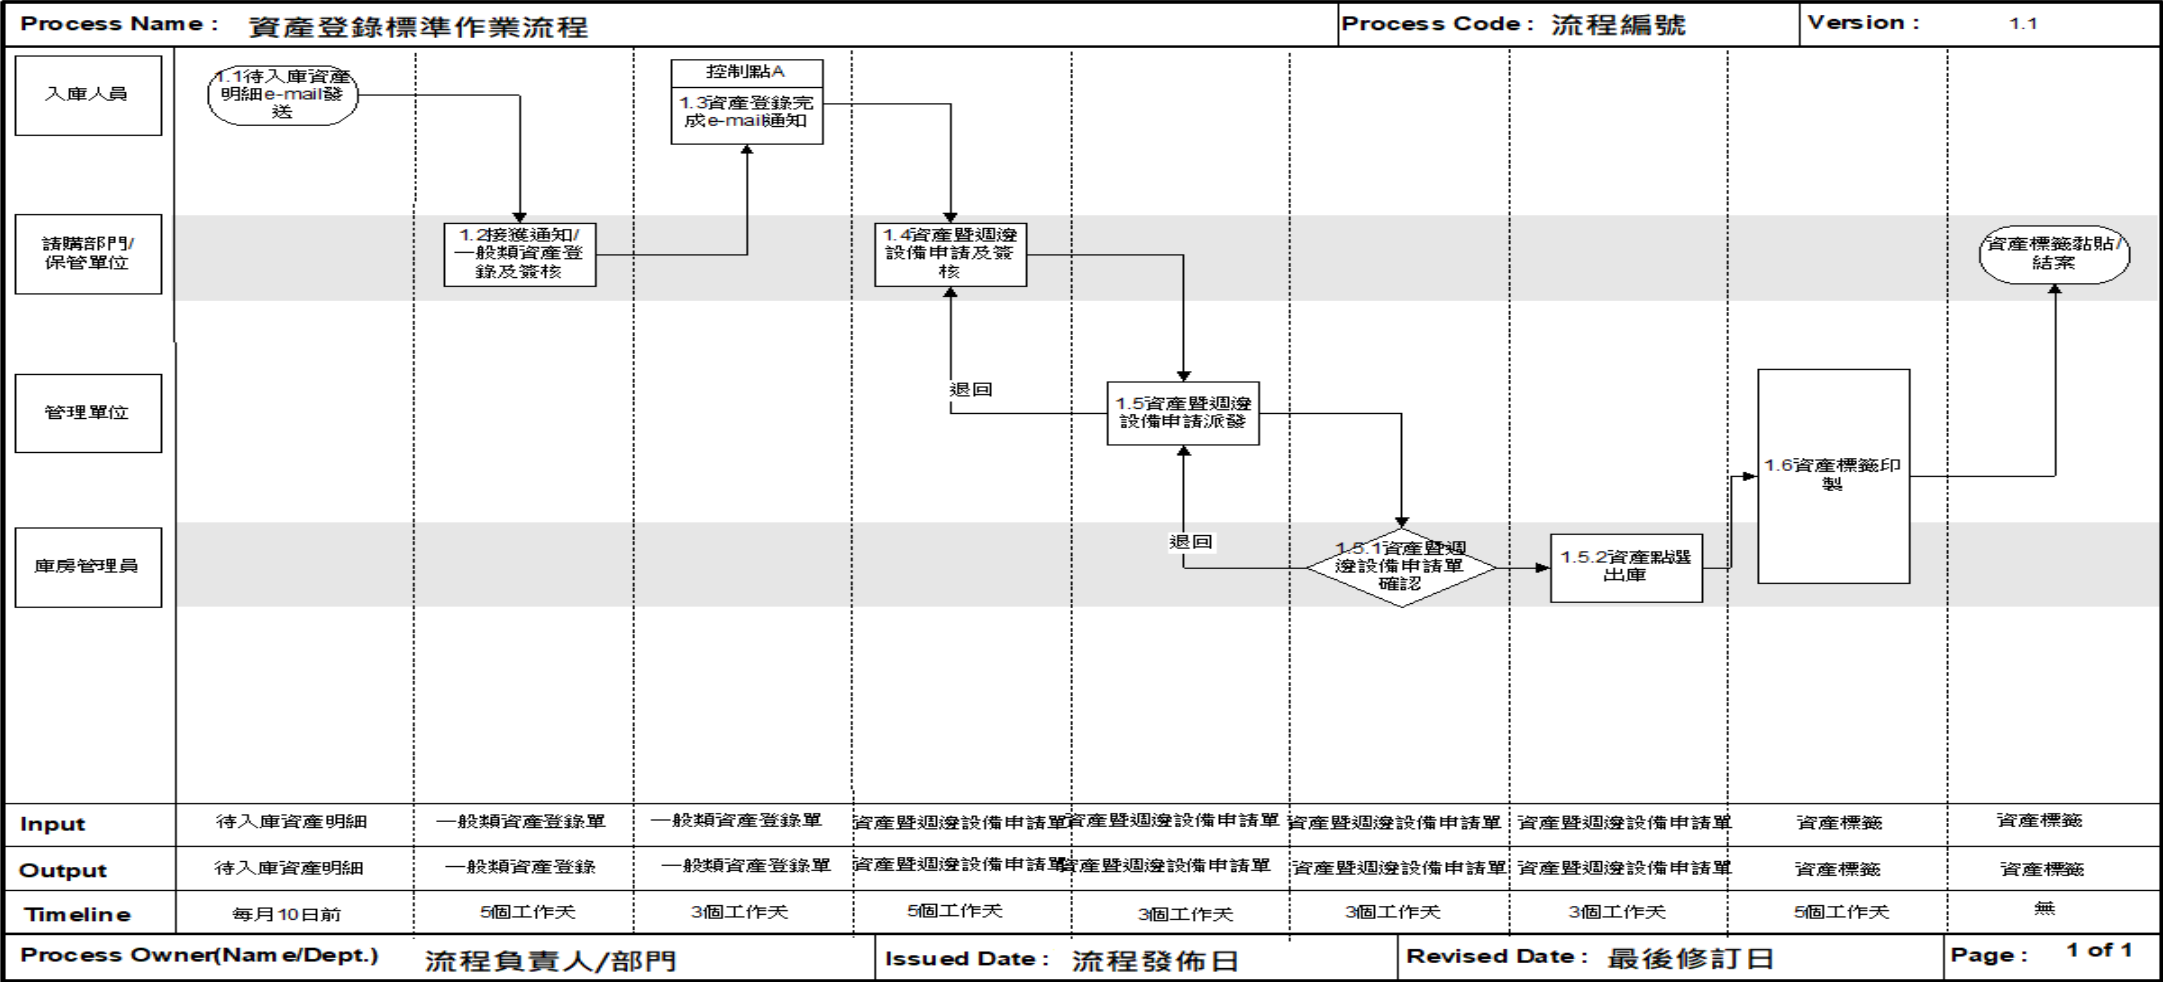 Process Name : 資產登錄標準作業流程
Process Code : 流程編號
Version : 1.1
入庫人員
1.1待入庫資產
明細e-mail發
送
控制點A
1.3資產登錄完
成e-mail通知
請購部門/
保管單位
1.2接獲通知/
一般類資產登
錄及簽核
1.4資產暨週邊
設備申請及簽
核
資產標籤黏貼/
結案
管理單位
退回
1.5資產暨週邊
設備申請派發
1.6資產標籤印
製
庫房管理員
退回
1.5.1資產暨週
邊設備申請單
確認
1.5.2資產點選
出庫
Input 待入庫資產明細 一般類資產登錄單 一般類資產登錄單 資產暨週邊設備申請單 資產暨週邊設備申請單 資產暨週邊設備申請單 資產暨週邊設備申請單 資產標籤 資產標籤
Output 待入庫資產明細 一般類資產登錄 一般類資產登錄單 資產暨週邊設備申請單 資產暨週邊設備申請單 資產暨週邊設備申請單 資產暨週邊設備申請單 資產標籤 資產標籤
Timeline 每月10日前 5個工作天 3個工作天 5個工作天 3個工作天 3個工作天 3個工作天 5個工作天 無
Process Owner(Name/Dept.) 流程負責人/部門
Issued Date : 流程發佈日
Revised Date : 最後修訂日
Page : 1 of 1